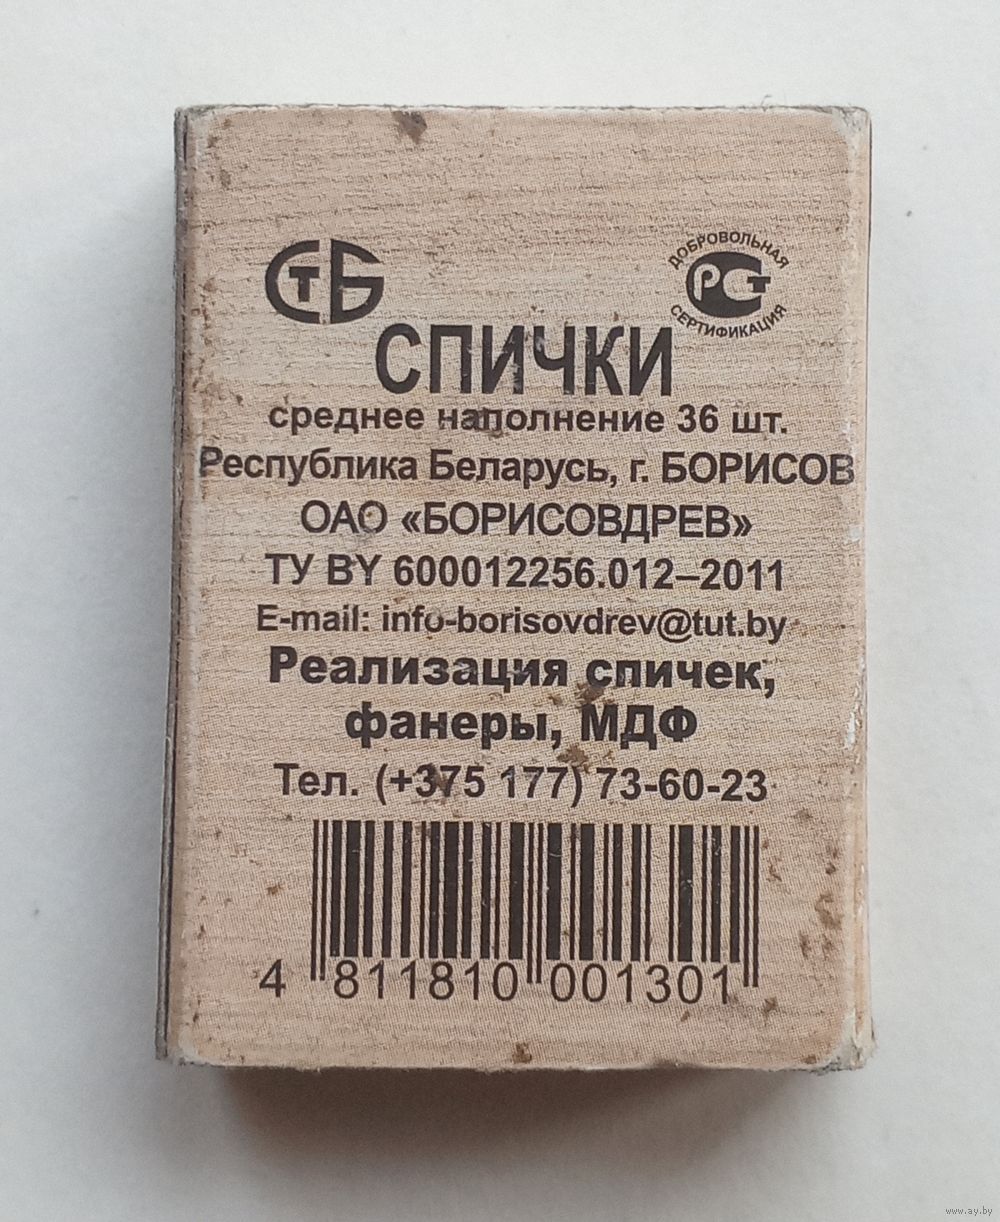 СТБ
ДОБРОВОЛЬНАЯ
РСТ
СЕРТИФИКАЦИЯ
СПИЧКИ
среднее наполнение 36 шт.
Республика Беларусь, г. БОРИСОВ
ОАО «БОРИСОВДРЕВ»
ТУ BY 600012256.012–2011
E-mail: info-borisovdrev@tut.by
Реализация спичек,
фанеры, МДФ
Тел. (+375 177) 73-60-23
4 811810 001301
www.ay.by